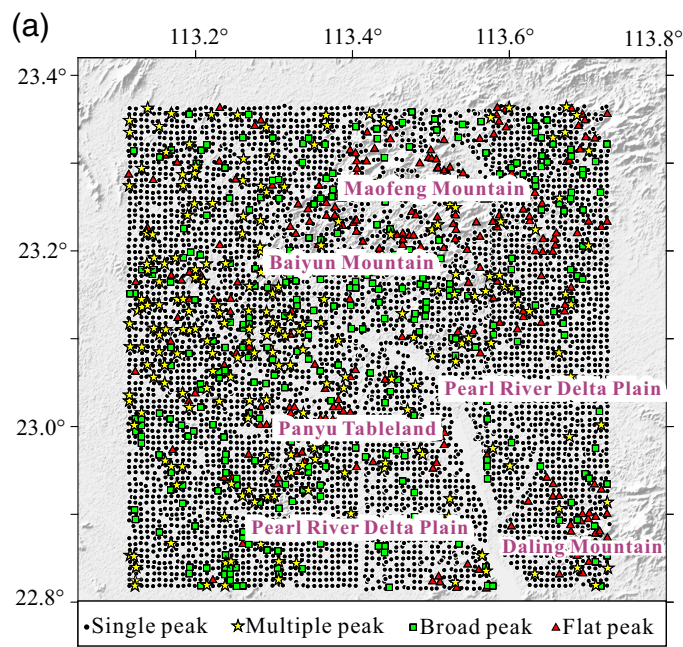 (a)
113.2° 113.4° 113.6° 113.8°
23.4°
Maofeng Mountain
23.2°
Baiyun Mountain
Pearl River Delta Plain
23.0°
Panyu Tableland
Pearl River Delta Plain
Daling Mountain
22.8°
Single peak Multiple peak Broad peak Flat peak